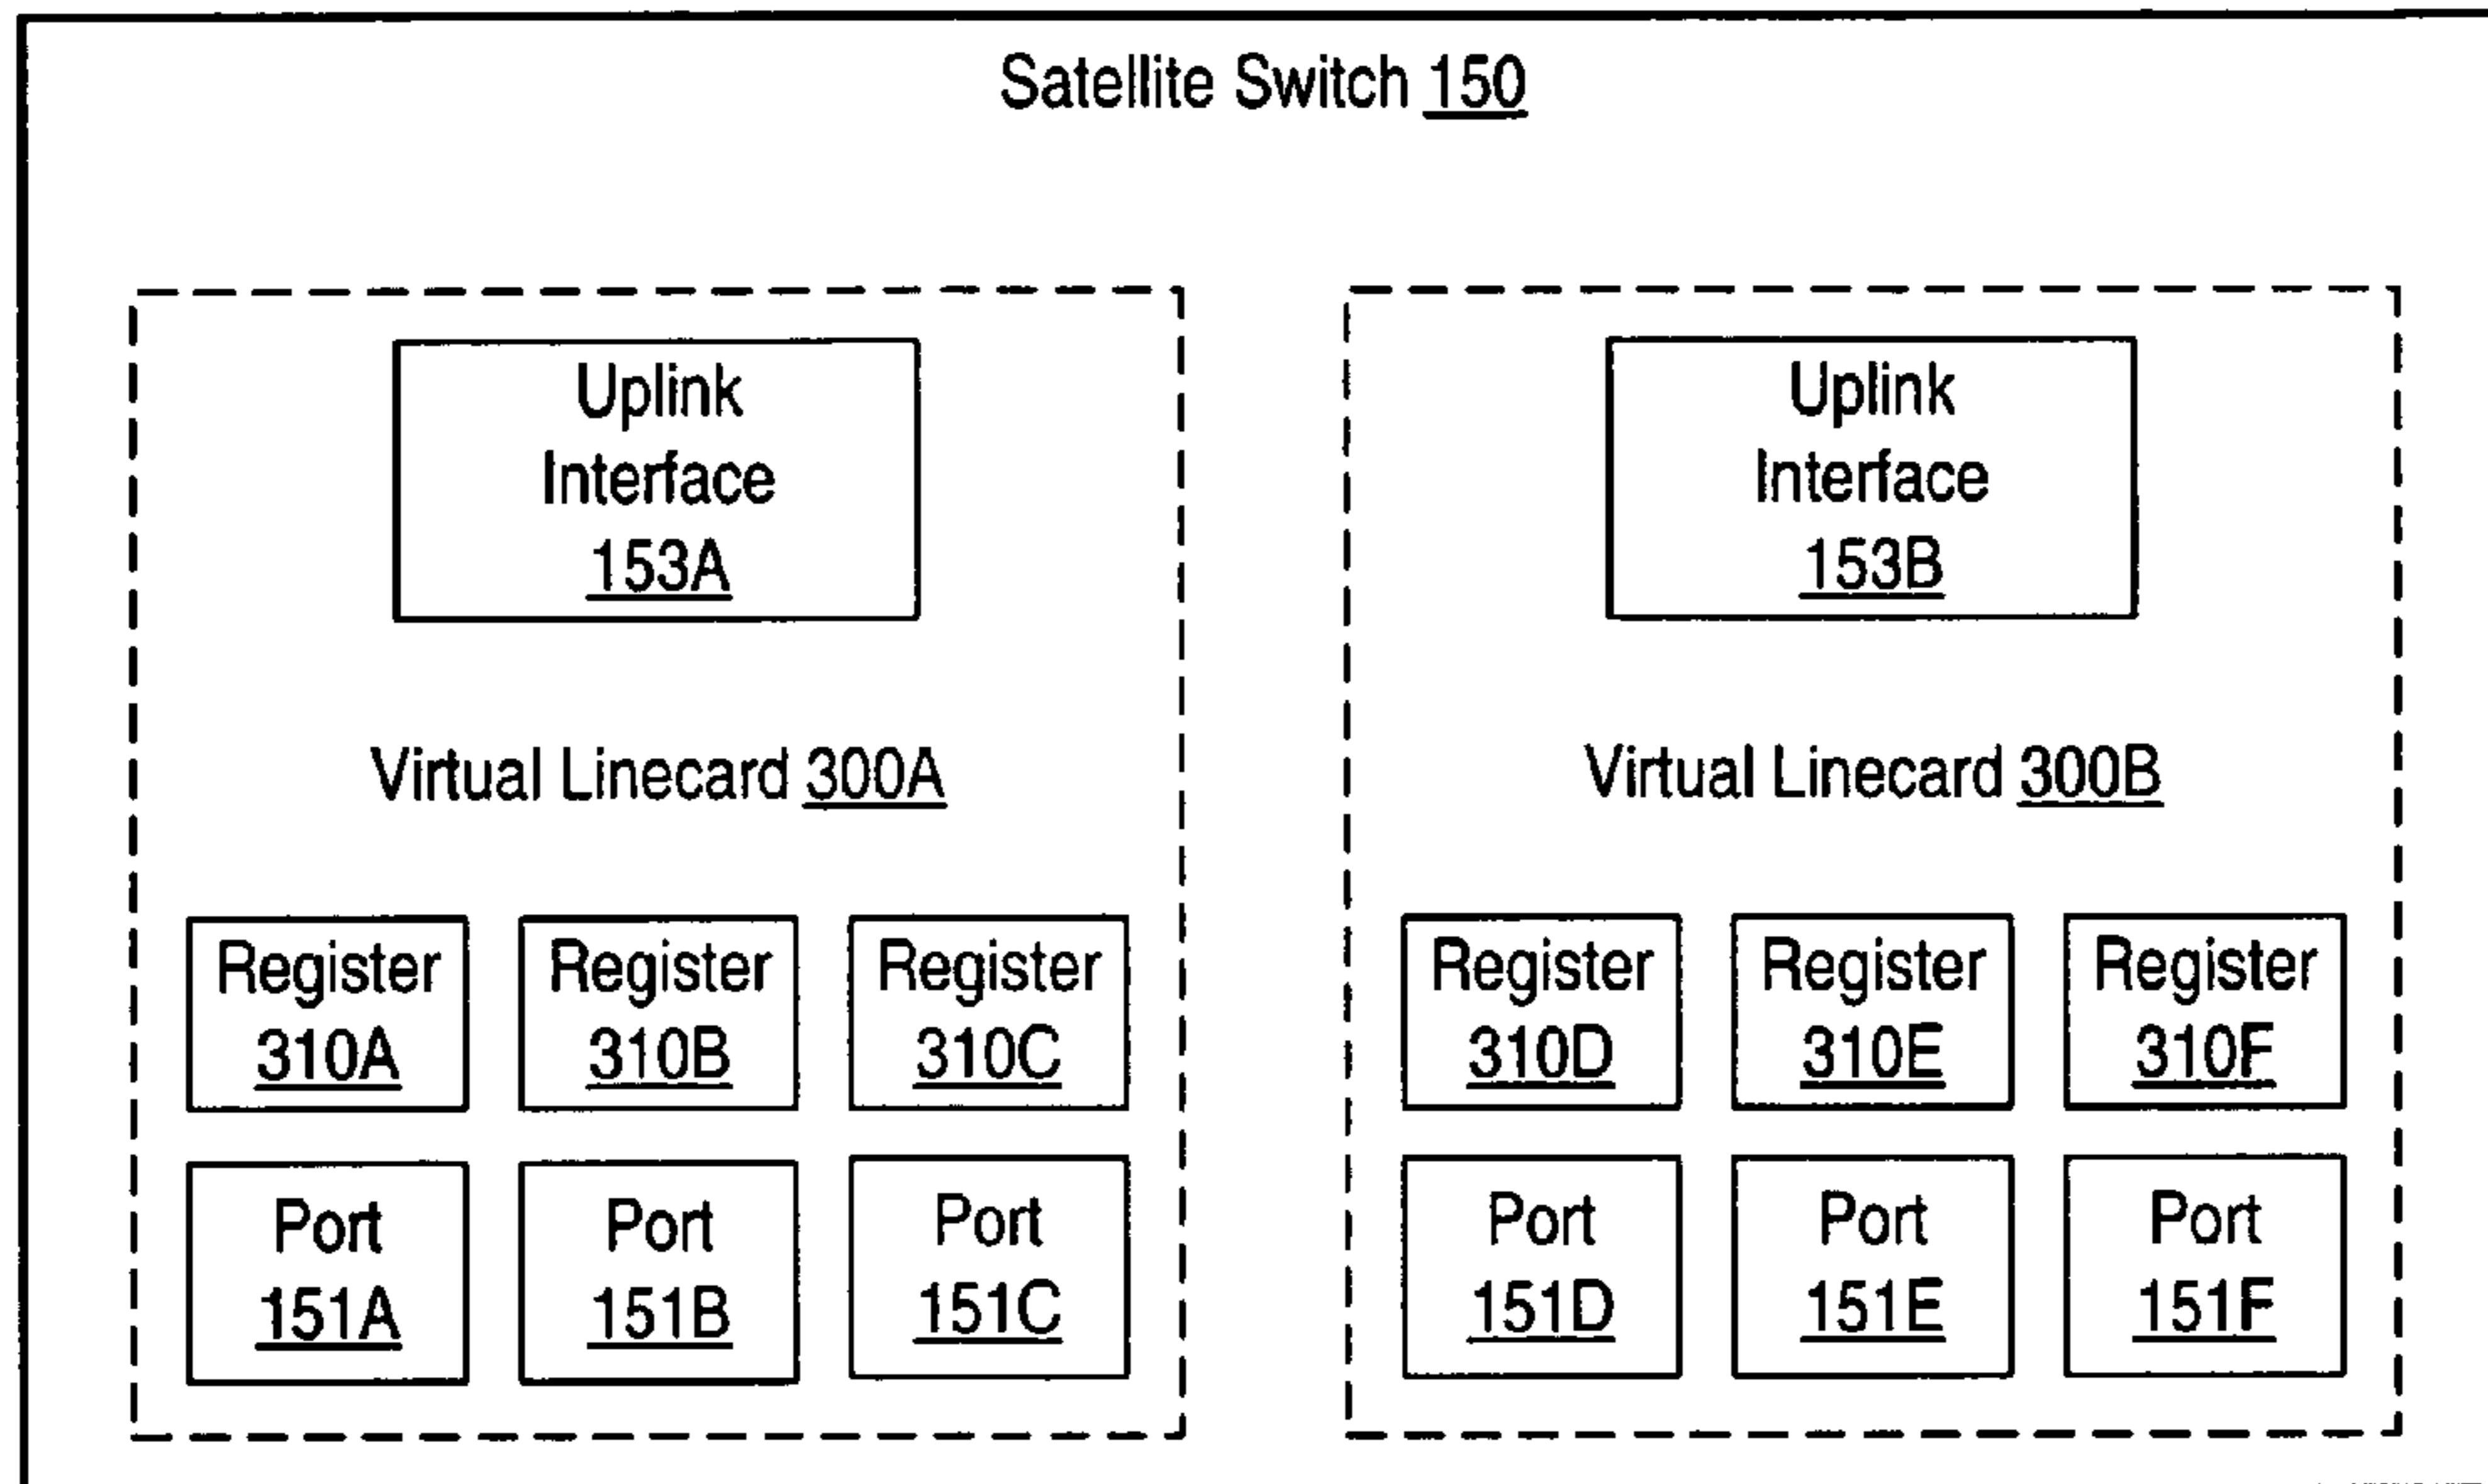 Satellite Switch 150
Uplink
Interface
153A
Uplink
Interface
153B
Virtual Linecard 300A
Virtual Linecard 300B
Register
310A
Register
310B
Register
310C
Register
310D
Register
310E
Register
310F
Port
151A
Port
151B
Port
151C
Port
151D
Port
151E
Port
151F